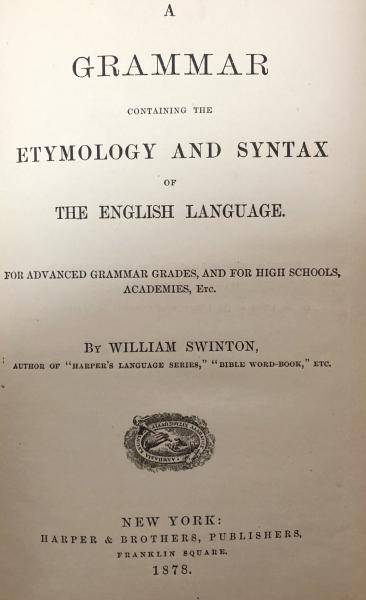 A
GRAMMAR
CONTAINING THE
ETYMOLOGY AND SYNTAX
OF
THE ENGLISH LANGUAGE.
FOR ADVANCED GRAMMAR GRADES, AND FOR HIGH SCHOOLS,
ACADEMIES, ETC.
BY WILLIAM SWINTON,
AUTHOR OF "HARPER'S LANGUAGE SERIES," "BIBLE WORD-BOOK," ETC.
NEW YORK:
HARPER & BROTHERS, PUBLISHERS,
FRANKLIN SQUARE.
1878.